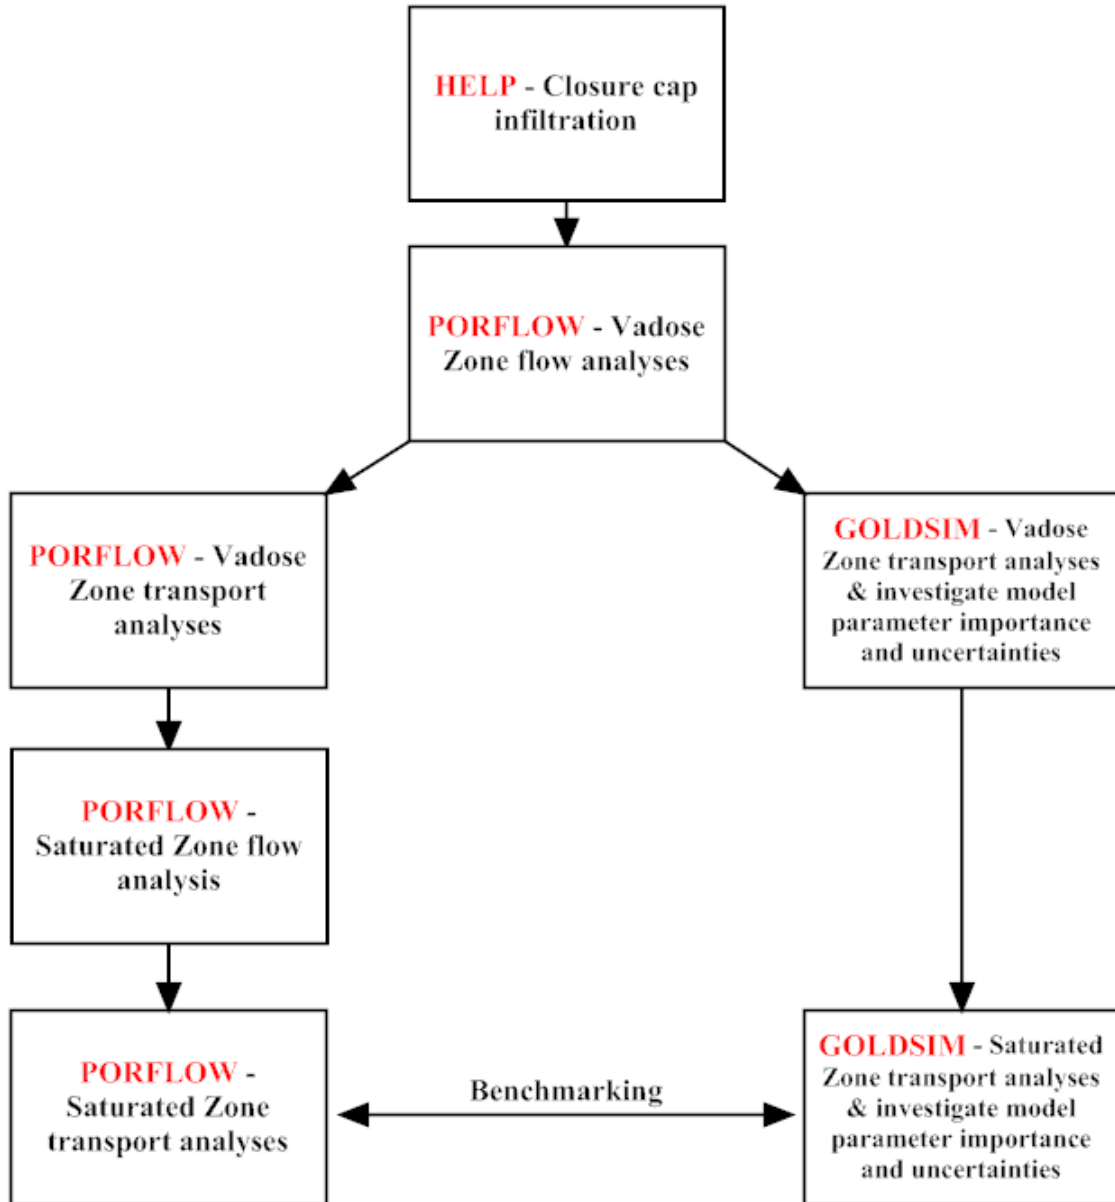 HELP - Closure cap
infiltration
PORFLOW - Vadose
Zone flow analyses
PORFLOW - Vadose
Zone transport
analyses
GOLDSIM - Vadose
Zone transport analyses
& investigate model
parameter importance
and uncertainties
PORFLOW -
Saturated Zone flow
analysis
PORFLOW -
Saturated Zone
transport analyses
Benchmarking
GOLDSIM - Saturated
Zone transport analyses
& investigate model
parameter importance
and uncertainties